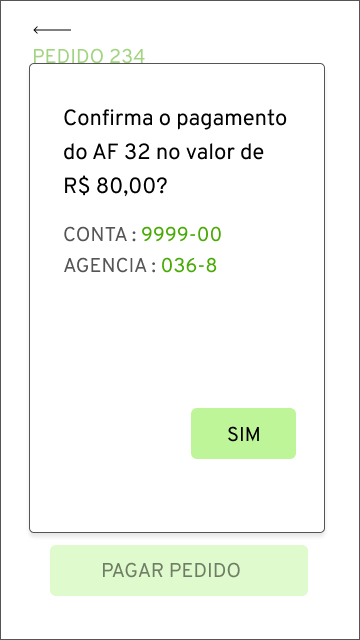 PEDIDO 234
Confirma o pagamento
do AF 32 no valor de
R$ 80,00?
CONTA : 9999-00
AGENCIA : 036-8
SIM
PAGAR PEDIDO